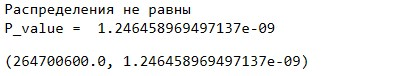 Распределения не равны
P_value =  1.246458969497137e-09
(264700600.0, 1.246458969497137e-09)